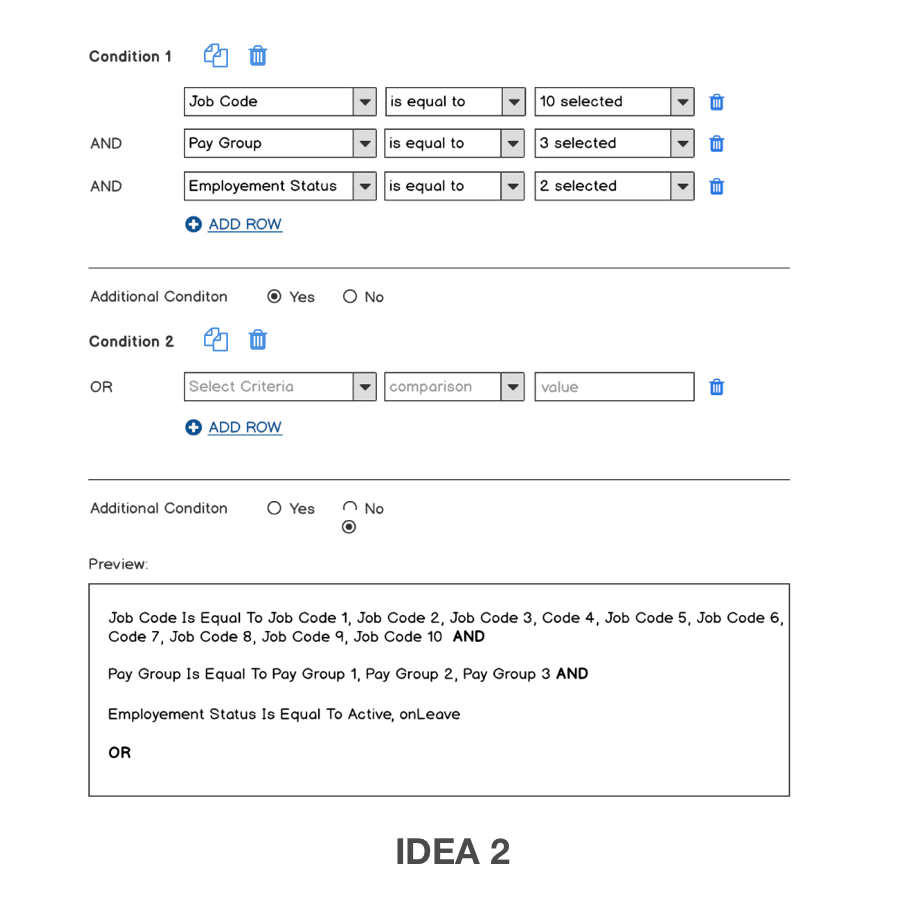 Condition 1
Job Code is equal to 10 selected
AND Pay Group is equal to 3 selected
AND Employement Status is equal to 2 selected
ADD ROW
Additional Conditon Yes No
Condition 2
OR Select Criteria comparison value
ADD ROW
Additional Conditon Yes No
Preview:
Job Code Is Equal To Job Code 1, Job Code 2, Job Code 3, Code 4, Job Code 5, Job Code 6,
Code 7, Job Code 8, Job Code 9, Job Code 10 AND
Pay Group Is Equal To Pay Group 1, Pay Group 2, Pay Group 3 AND
Employement Status Is Equal To Active, onLeave
OR
IDEA 2